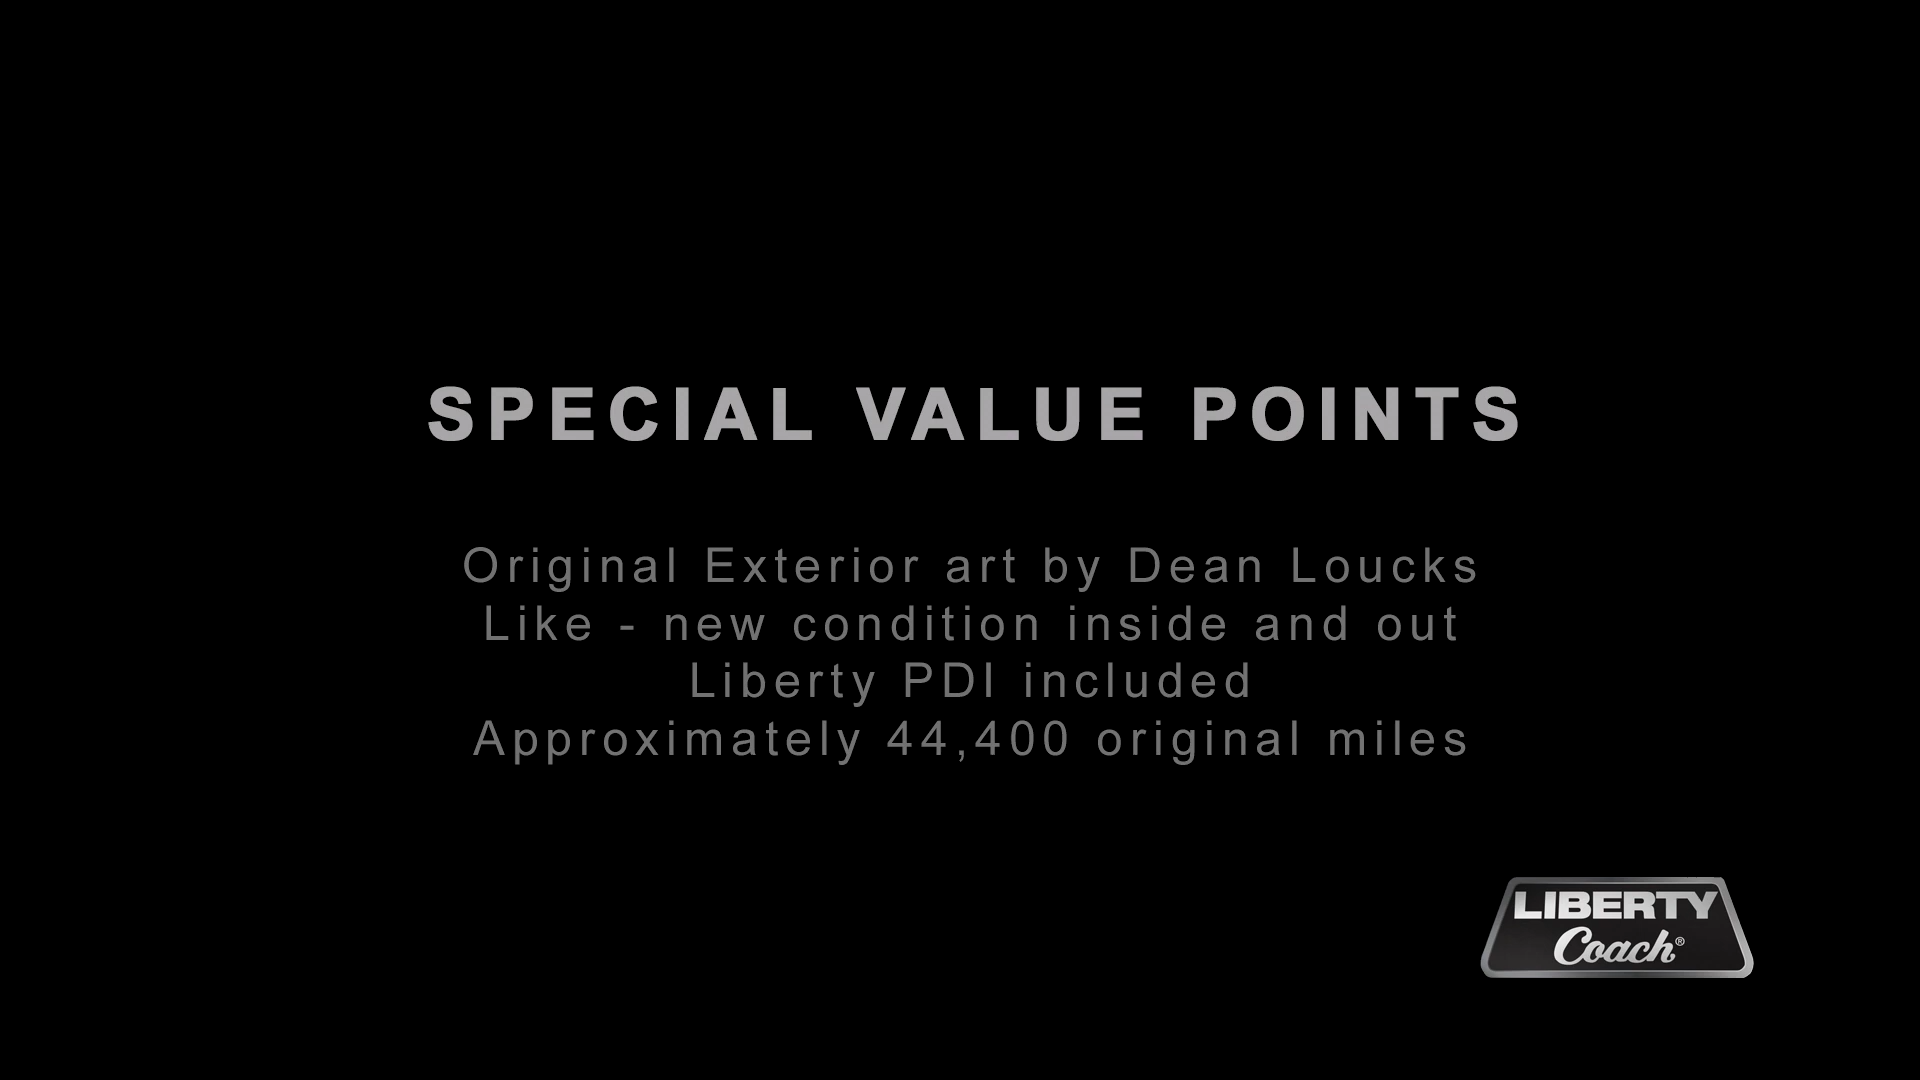 SPECIAL VALUE POINTS
Original Exterior art by Dean Loucks
Like - new condition inside and out
Liberty PDI included
Approximately 44,400 original miles
LIBERTY
Coach®